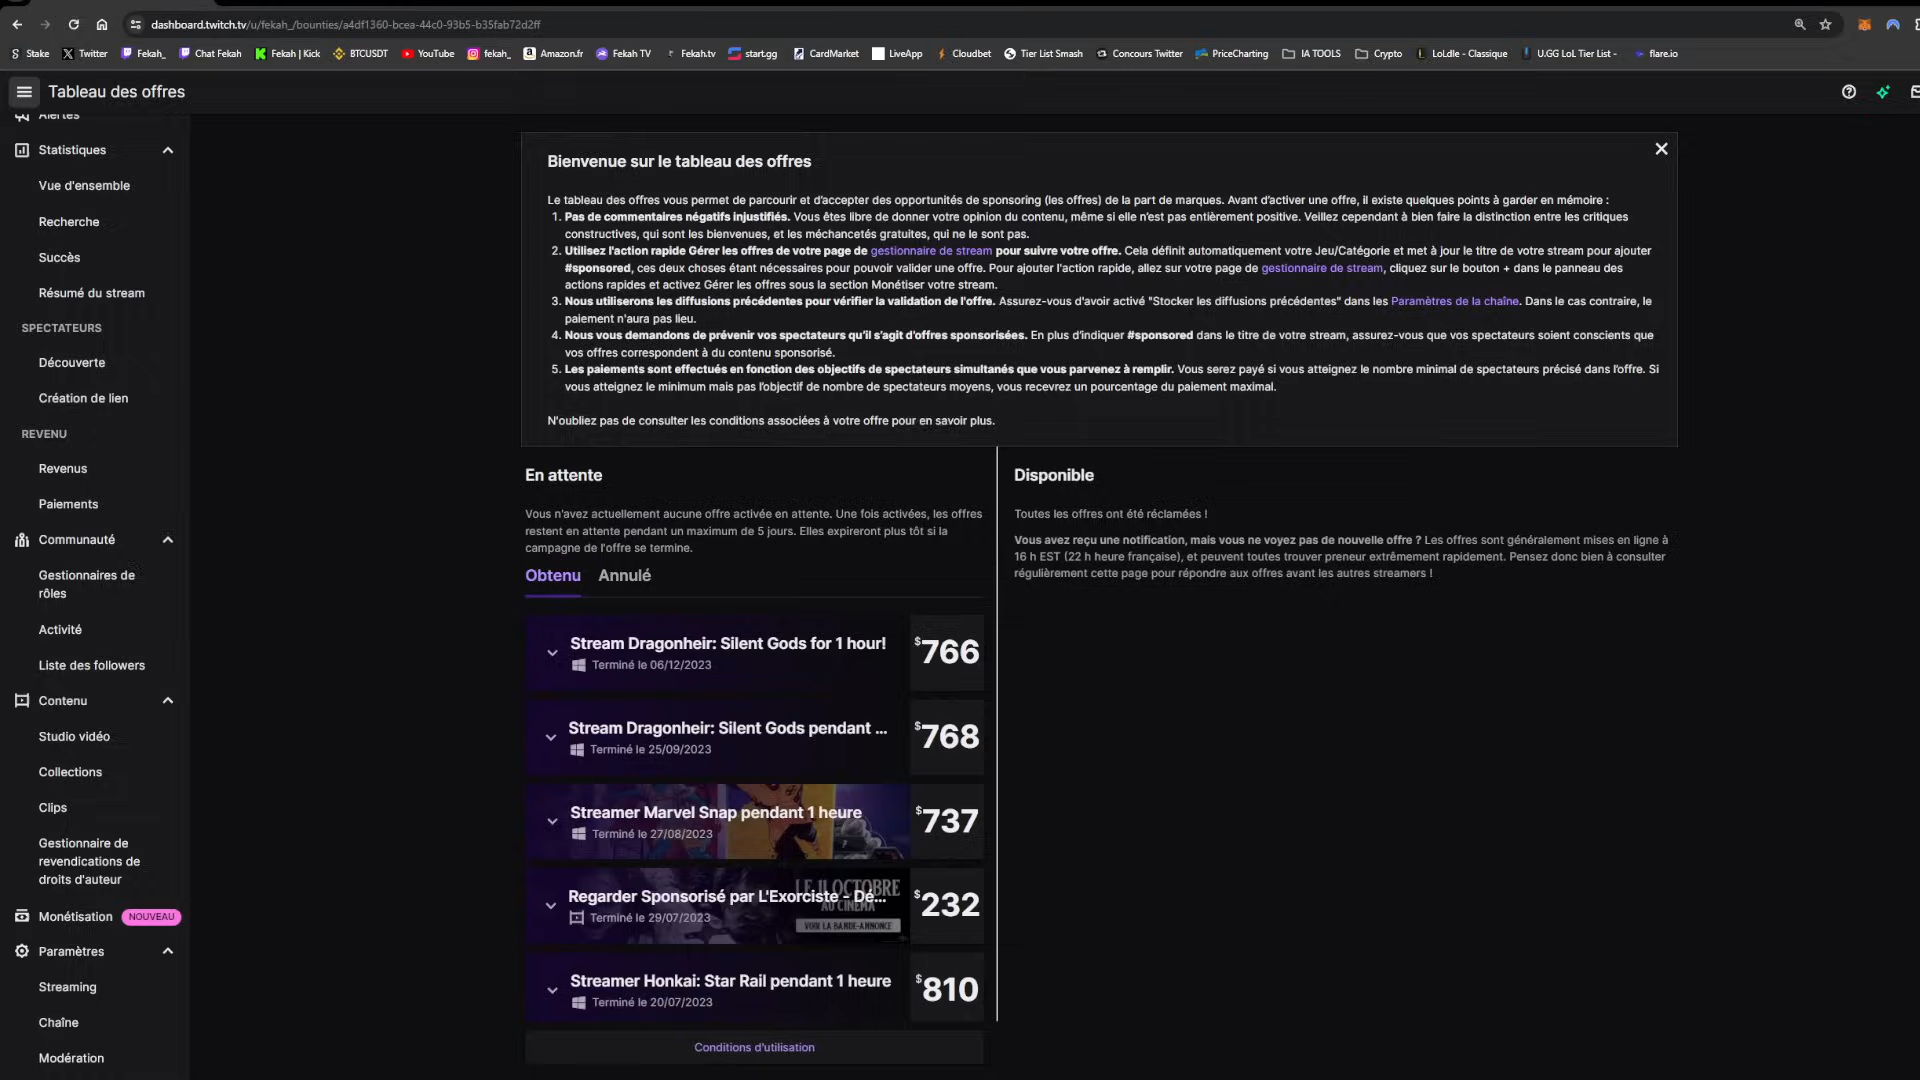 dashboard.twitch.tv/u/fekah_/bounties/a4df1360-bcea-44c0-93b5-b35fab72d2ff
Stake Twitter Fekah_ Chat Fekah Fekah | Kick BTCUSDT YouTube fekah_ Amazon.fr Fekah TV Fekah.tv start.gg CardMarket LiveApp Cloudbet Tier List Smash Concours Twitter PriceCharting IA TOOLS Crypto LoLdle - Classique U.GG LoL Tier List - flare.io
Tableau des offres
Alertes
Statistiques
Vue d'ensemble
Recherche
Succès
Résumé du stream
SPECTATEURS
Découverte
Création de lien
REVENU
Revenus
Paiements
Communauté
Gestionnaires de
rôles
Activité
Liste des followers
Contenu
Studio vidéo
Collections
Clips
Gestionnaire de
revendications de
droits d'auteur
Monétisation NOUVEAU
Paramètres
Streaming
Chaîne
Modération
Bienvenue sur le tableau des offres
Le tableau des offres vous permet de parcourir et d'accepter des opportunités de sponsoring (les offres) de la part de marques. Avant d'activer une offre, il existe quelques points à garder en mémoire :
1. Pas de commentaires négatifs injustifiés. Vous êtes libre de donner votre opinion du contenu, même si elle n'est pas entièrement positive. Veillez cependant à bien faire la distinction entre les critiques
constructives, qui sont les bienvenues, et les méchancetés gratuites, qui ne le sont pas.
2. Utilisez l'action rapide Gérer les offres de votre page de gestionnaire de stream pour suivre votre offre. Cela définit automatiquement votre Jeu/Catégorie et met à jour le titre de votre stream pour ajouter
#sponsored, ces deux choses étant nécessaires pour pouvoir valider une offre. Pour ajouter l'action rapide, allez sur votre page de gestionnaire de stream, cliquez sur le bouton + dans le panneau des
actions rapides et activez Gérer les offres sous la section Monétiser votre stream.
3. Nous utiliserons les diffusions précédentes pour vérifier la validation de l'offre. Assurez-vous d'avoir activé "Stocker les diffusions précédentes" dans les Paramètres de la chaîne. Dans le cas contraire, le
paiement n'aura pas lieu.
4. Nous vous demandons de prévenir vos spectateurs qu'il s'agit d'offres sponsorisées. En plus d'indiquer #sponsored dans le titre de votre stream, assurez-vous que vos spectateurs soient conscients que
vos offres correspondent à du contenu sponsorisé.
5. Les paiements sont effectués en fonction des objectifs de spectateurs simultanés que vous parvenez à remplir. Vous serez payé si vous atteignez le nombre minimal de spectateurs précisé dans l'offre. Si
vous atteignez le minimum mais pas l'objectif de nombre de spectateurs moyens, vous recevrez un pourcentage du paiement maximal.
N'oubliez pas de consulter les conditions associées à votre offre pour en savoir plus.
En attente
Vous n'avez actuellement aucune offre activée en attente. Une fois activées, les offres
restent en attente pendant un maximum de 5 jours. Elles expireront plus tôt si la
campagne de l'offre se termine.
Obtenu Annulé
Stream Dragonheir: Silent Gods for 1 hour!
Terminé le 06/12/2023
$766
Stream Dragonheir: Silent Gods pendant ...
Terminé le 25/09/2023
$768
Streamer Marvel Snap pendant 1 heure
Terminé le 27/08/2023
$737
Regarder Sponsorisé par L'Exorciste - Dé...
Terminé le 29/07/2023
LE 11 OCTOBRE
AU CINÉMA
VOIR LA BANDE-ANNONCE
$232
Streamer Honkai: Star Rail pendant 1 heure
Terminé le 20/07/2023
$810
Conditions d'utilisation
Disponible
Toutes les offres ont été réclamées !
Vous avez reçu une notification, mais vous ne voyez pas de nouvelle offre ? Les offres sont généralement mises en ligne à
16 h EST (22 h heure française), et peuvent toutes trouver preneur extrêmement rapidement. Pensez donc bien à consulter
régulièrement cette page pour répondre aux offres avant les autres streamers !